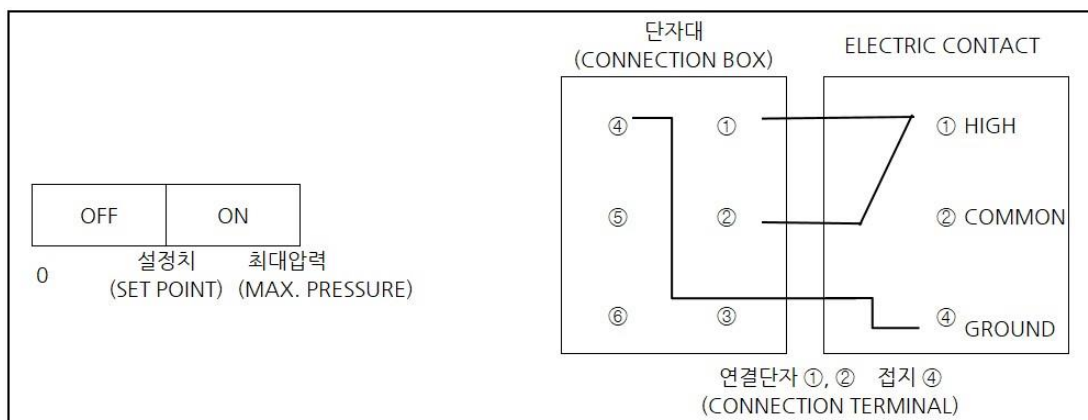 단자대
(CONNECTION BOX)
ELECTRIC CONTACT
④ ① ① HIGH
OFF ON
⑤ ② ② COMMON
0
설정치 최대압력
(SET POINT) (MAX. PRESSURE)
⑥ ③ ④ GROUND
연결단자 ①, ② 접지 ④
(CONNECTION TERMINAL)